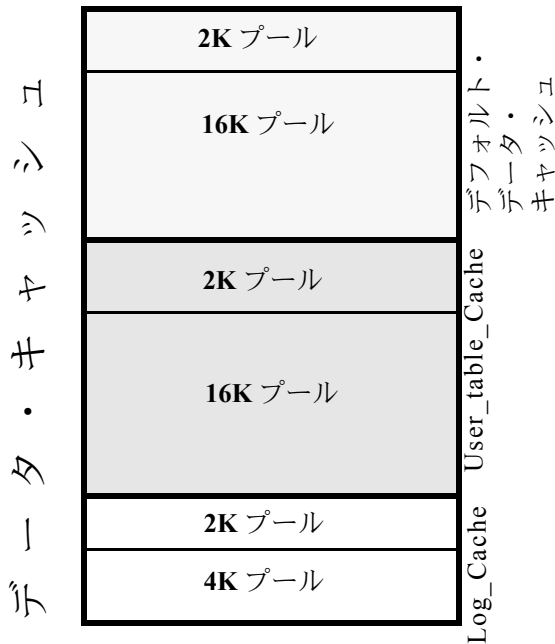 データ・キャッシュ
2K プール
16K プール
デフォルト・
データ・
キャッシュ
2K プール
16K プール
User_table_Cache
2K プール
4K プール
Log_Cache